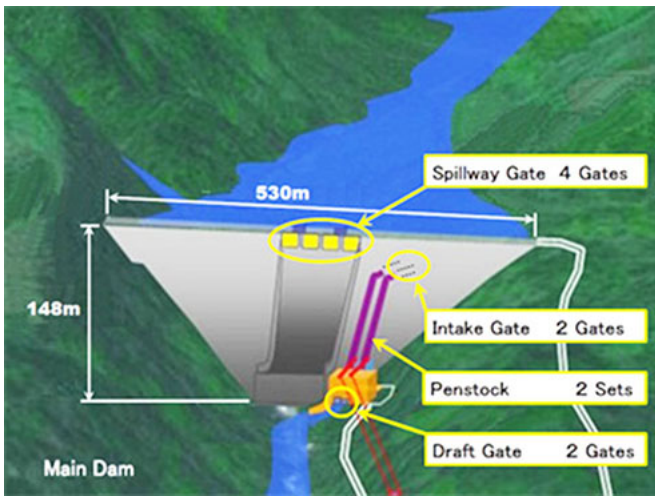 Spillway Gate 4 Gates
530m
148m
Intake Gate 2 Gates
Penstock 2 Sets
Draft Gate 2 Gates
Main Dam